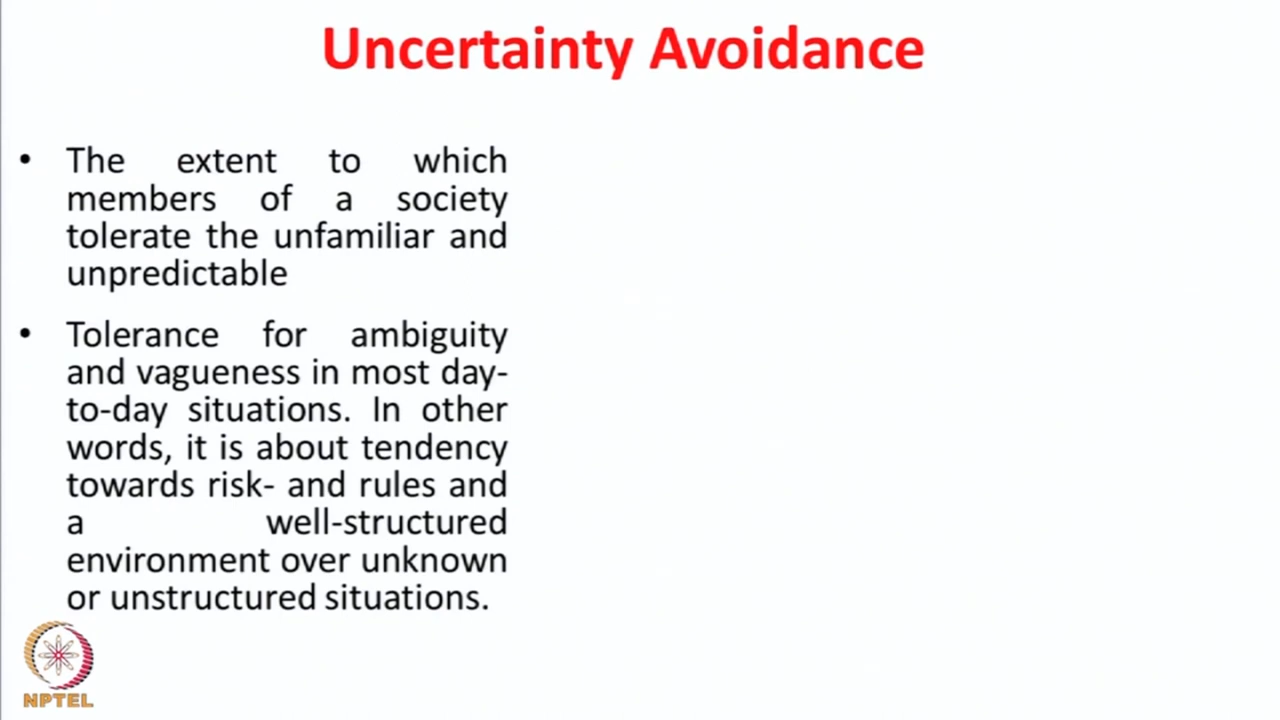 Uncertainty Avoidance
• The extent to which
members of a society
tolerate the unfamiliar and
unpredictable
• Tolerance for ambiguity
and vagueness in most day-
to-day situations. In other
words, it is about tendency
towards risk- and rules and
a well-structured
environment over unknown
or unstructured situations.
NPTEL